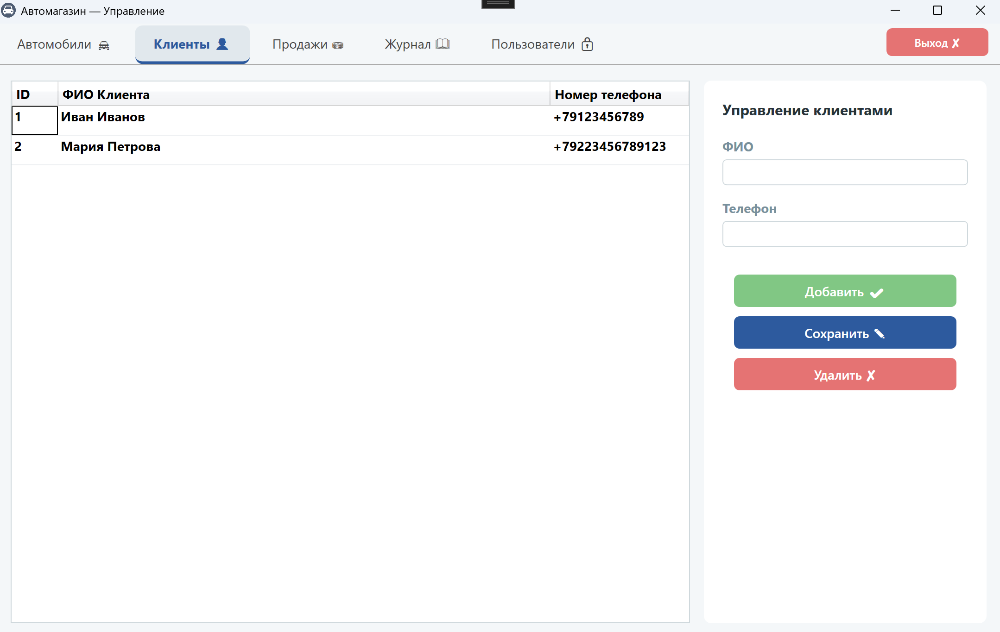 Автомагазин — Управление
Автомобили Клиенты Продажи Журнал Пользователи Выход ✗
ID ФИО Клиента Номер телефона
1 Иван Иванов +79123456789
2 Мария Петрова +79223456789123
Управление клиентами
ФИО
Телефон
Добавить ✔
Сохранить ✎
Удалить ✗